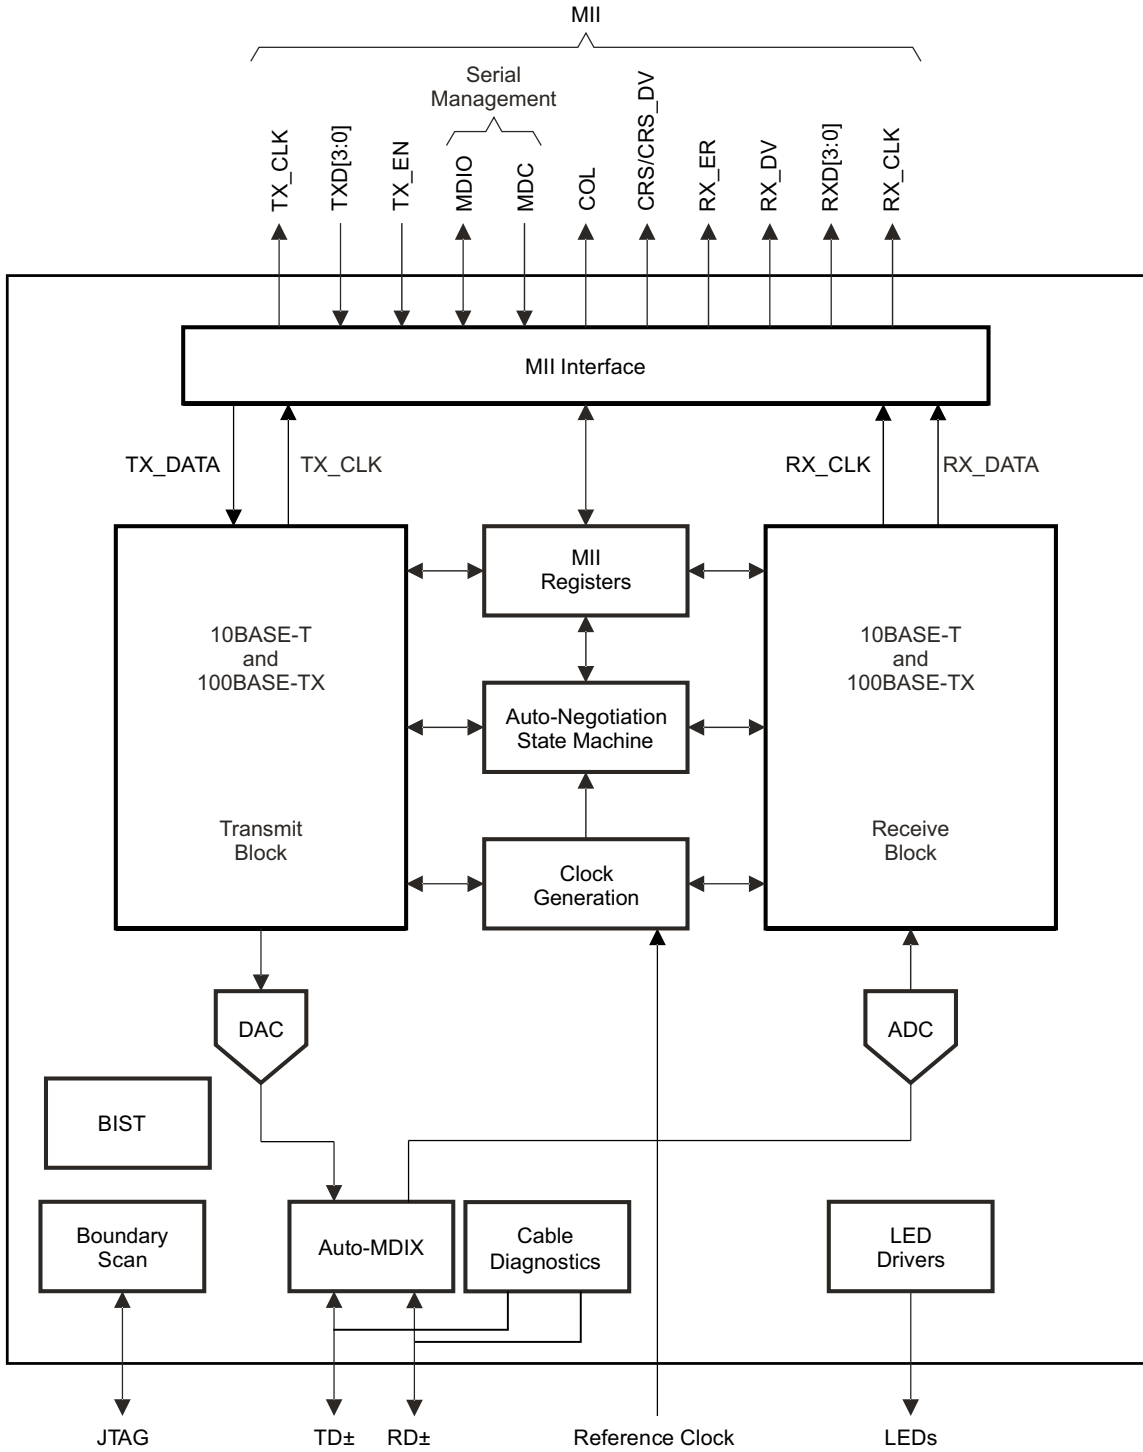 MII
Serial
Management
TX_CLK
TXD[3:0]
TX_EN
MDIO
MDC
COL
CRS/CRS_DV
RX_ER
RX_DV
RXD[3:0]
RX_CLK
MII Interface
TX_DATA
TX_CLK
RX_CLK
RX_DATA
10BASE-T
and
100BASE-TX
Transmit
Block
MII
Registers
Auto-Negotiation
State Machine
Clock
Generation
10BASE-T
and
100BASE-TX
Receive
Block
DAC
ADC
BIST
Boundary
Scan
Auto-MDIX
Cable
Diagnostics
LED
Drivers
JTAG
TD±
RD±
Reference Clock
LEDs